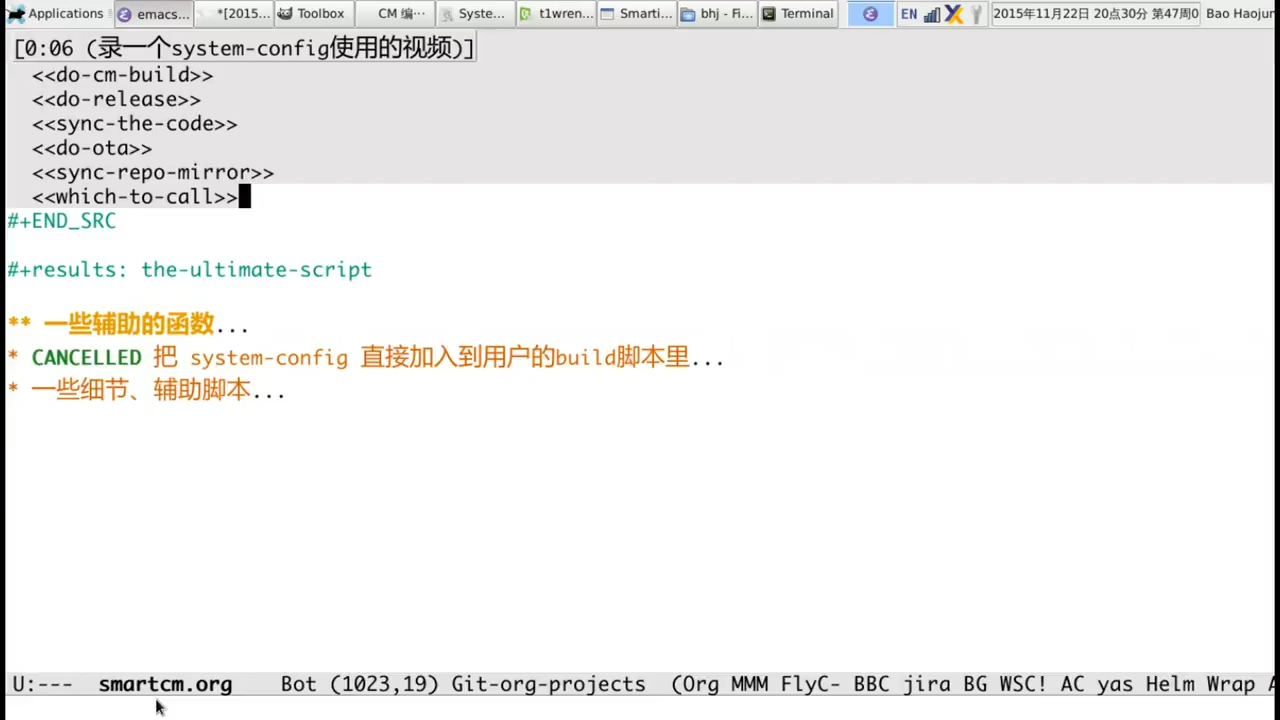 Applications emacs... *[2015... Toolbox CM 编... Syste... t1wren... Smarti... bhj - Fi... Terminal EN 2015年11月22日 20点30分 第47周0 Bao Haojun
[0:06 (录一个system-config使用的视频)]
<<do-cm-build>>
<<do-release>>
<<sync-the-code>>
<<do-ota>>
<<sync-repo-mirror>>
<<which-to-call>>
#+END_SRC
#+results: the-ultimate-script
** 一些辅助的函数...
* CANCELLED 把 system-config 直接加入到用户的build脚本里...
* 一些细节、辅助脚本...
U:--- smartcm.org Bot (1023,19) Git-org-projects (Org MMM FlyC- BBC jira BG WSC! AC yas Helm Wrap A